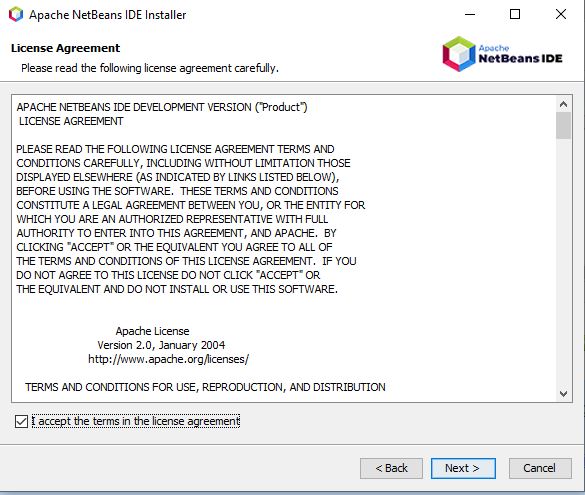 Apache NetBeans IDE Installer
License Agreement
Please read the following license agreement carefully.
Apache
NetBeans IDE
APACHE NETBEANS IDE DEVELOPMENT VERSION ("Product")
LICENSE AGREEMENT
PLEASE READ THE FOLLOWING LICENSE AGREEMENT TERMS AND
CONDITIONS CAREFULLY, INCLUDING WITHOUT LIMITATION THOSE
DISPLAYED ELSEWHERE (AS INDICATED BY LINKS LISTED BELOW),
BEFORE USING THE SOFTWARE. THESE TERMS AND CONDITIONS
CONSTITUTE A LEGAL AGREEMENT BETWEEN YOU, OR THE ENTITY FOR
WHICH YOU ARE AN AUTHORIZED REPRESENTATIVE WITH FULL
AUTHORITY TO ENTER INTO THIS AGREEMENT, AND APACHE. BY
CLICKING "ACCEPT" OR THE EQUIVALENT YOU AGREE TO ALL OF
THE TERMS AND CONDITIONS OF THIS LICENSE AGREEMENT. IF YOU
DO NOT AGREE TO THIS LICENSE DO NOT CLICK "ACCEPT" OR
THE EQUIVALENT AND DO NOT INSTALL OR USE THIS SOFTWARE.
Apache License
Version 2.0, January 2004
http://www.apache.org/licenses/
TERMS AND CONDITIONS FOR USE, REPRODUCTION, AND DISTRIBUTION
I accept the terms in the license agreement
< Back
Next >
Cancel